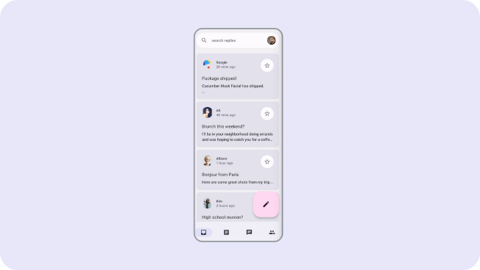 search replies
Google
20 mins ago
Package shipped!
Cucumber Mask Facial has shipped.
...
Ali
40 mins ago
Brunch this weekend?
I'll be in your neighborhood doing errands
and was hoping to catch you for a coffe...
Allison
1 hour ago
Bonjour from Paris
Here are some great shots from my trip...
Kim
2 hours ago
High school reunion?